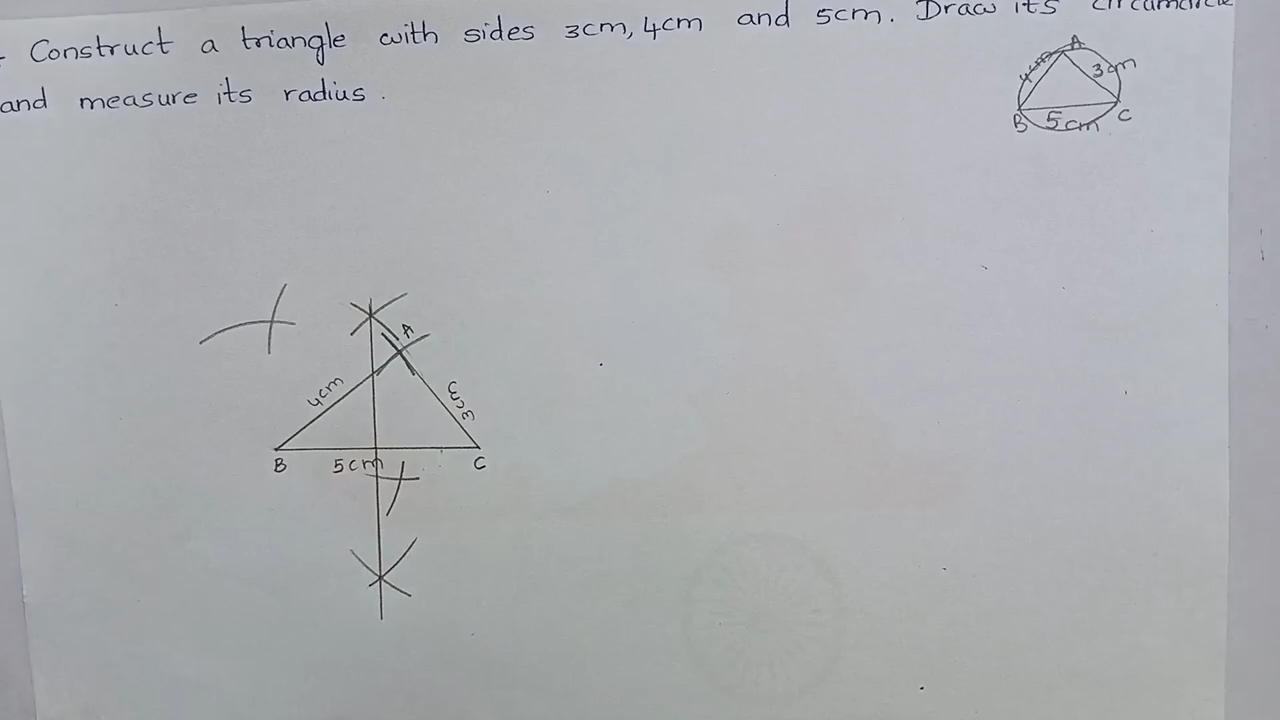 Construct a triangle with sides 3cm, 4cm and 5cm. Draw its circumcircle
and measure its radius.
A
4cm
3cm
B
5cm
C
A
4cm
3cm
B
5cm
C